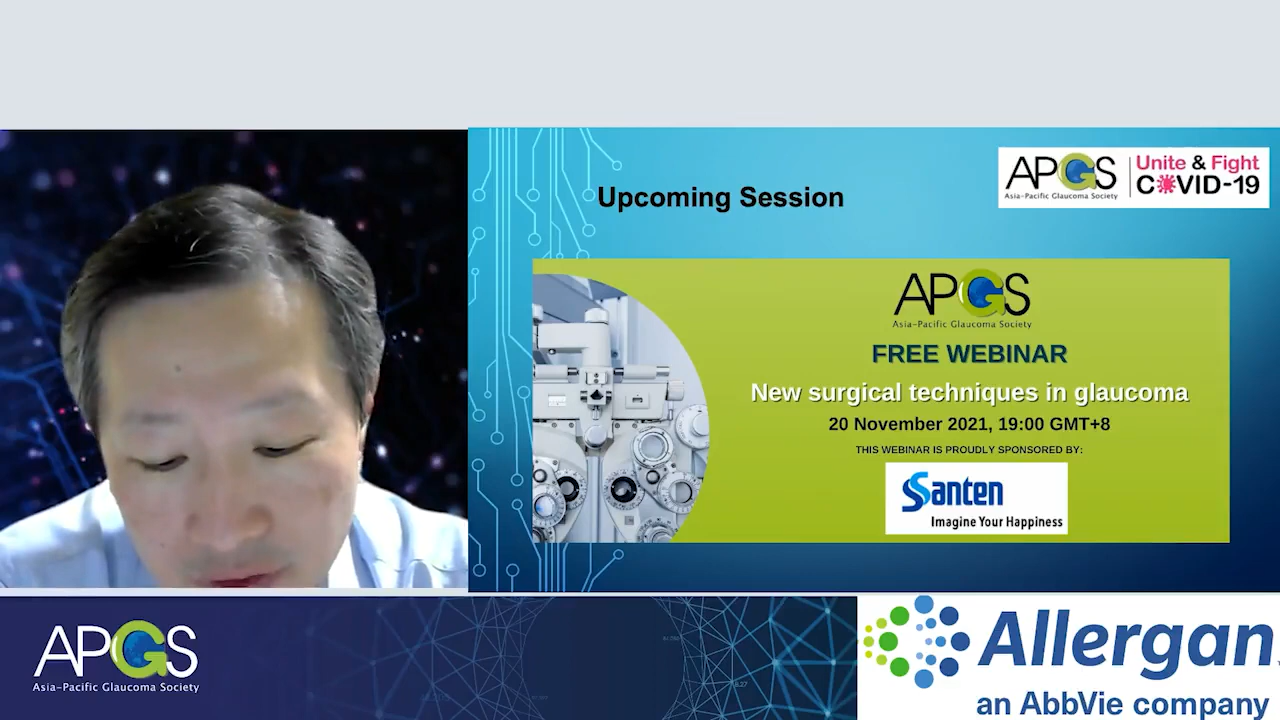 Upcoming Session
APGS
Asia-Pacific Glaucoma Society
Unite & Fight
COVID-19
APGS
Asia-Pacific Glaucoma Society
FREE WEBINAR
New surgical techniques in glaucoma
20 November 2021, 19:00 GMT+8
THIS WEBINAR IS PROUDLY SPONSORED BY:
Santen
Imagine Your Happiness
APGS
Asia-Pacific Glaucoma Society
Allergan
an AbbVie company